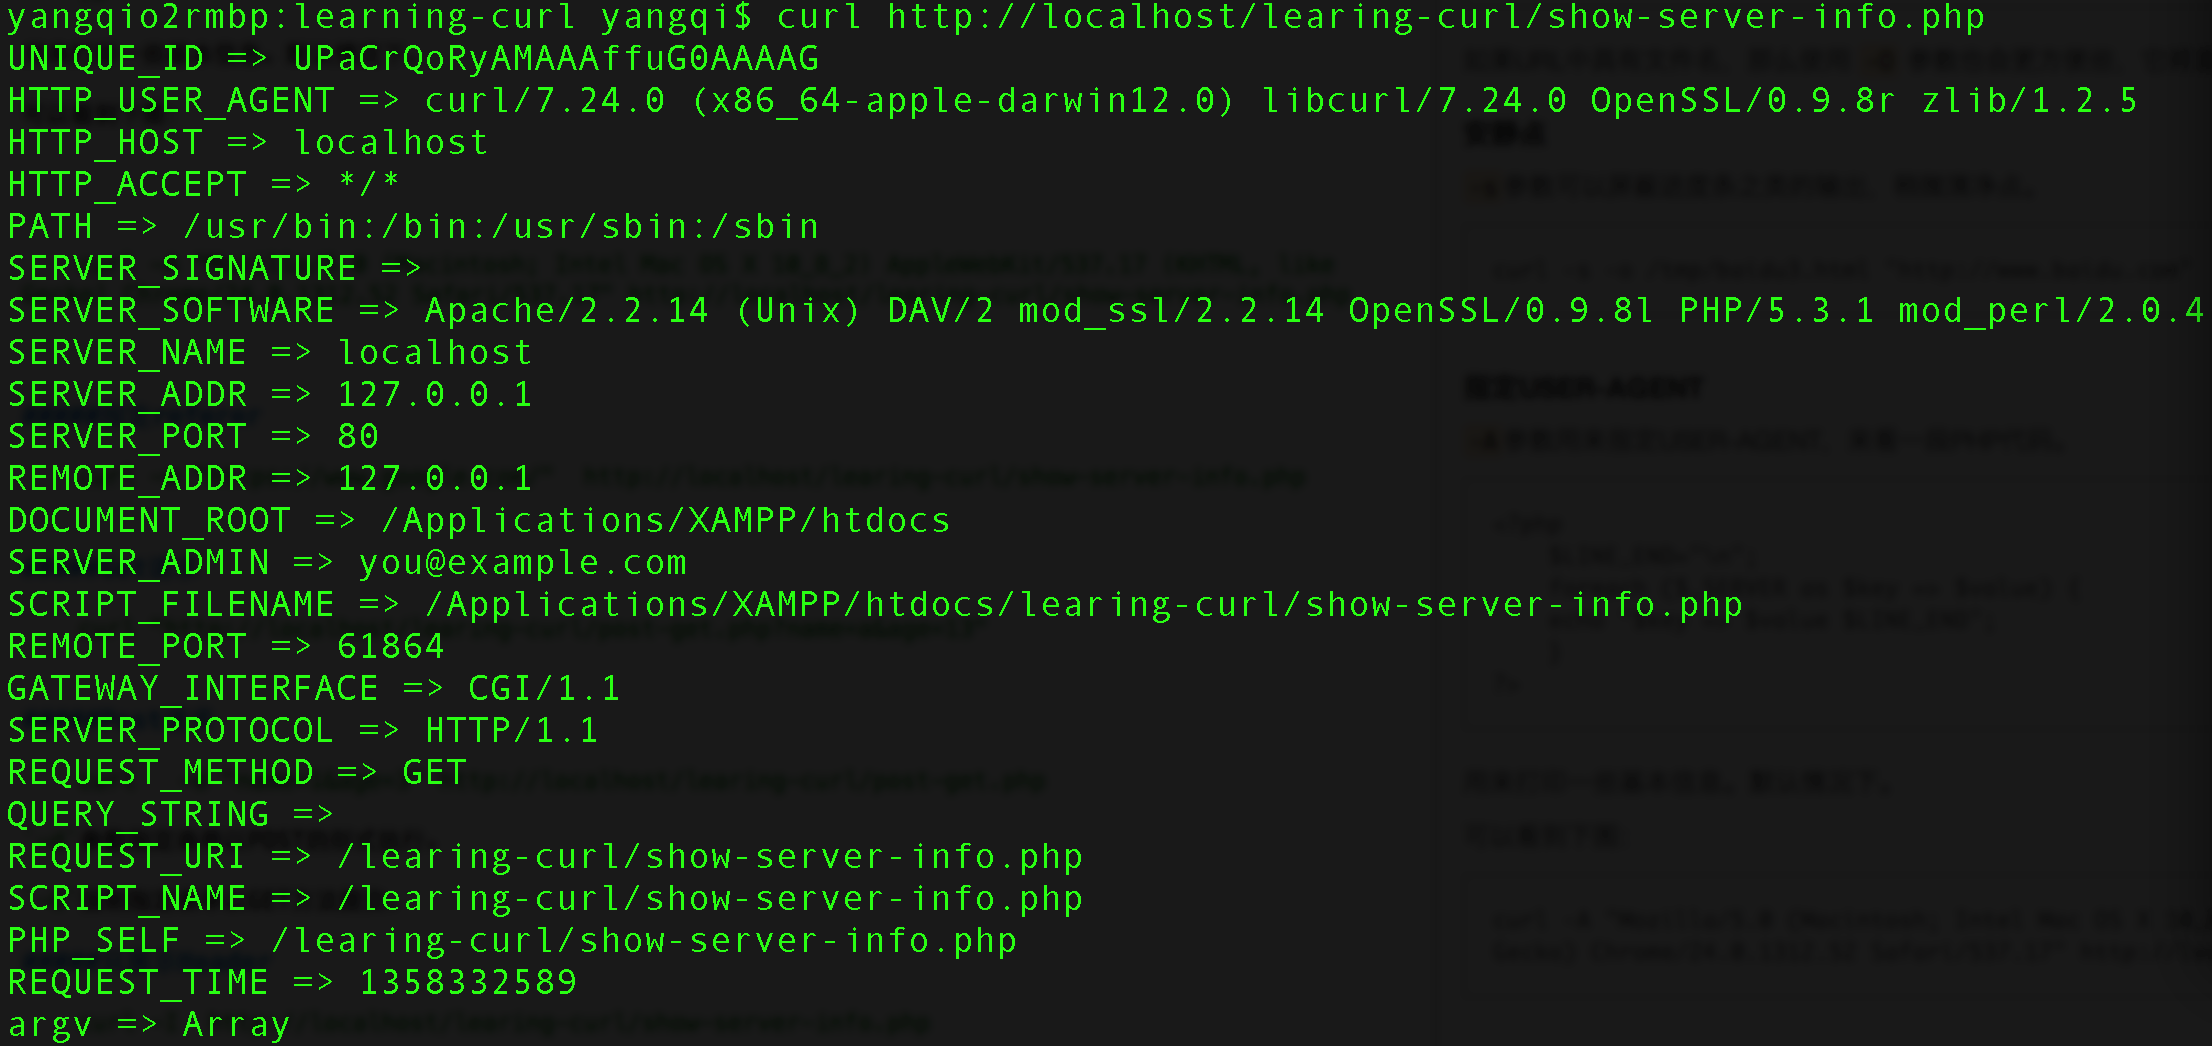 yangqio2rmbp:learning-curl yangqi$ curl http://localhost/learing-curl/show-server-info.php
UNIQUE_ID => UPaCrQoRyAMAAAffuG0AAAAG
HTTP_USER_AGENT => curl/7.24.0 (x86_64-apple-darwin12.0) libcurl/7.24.0 OpenSSL/0.9.8r zlib/1.2.5
HTTP_HOST => localhost
HTTP_ACCEPT => */*
PATH => /usr/bin:/bin:/usr/sbin:/sbin
SERVER_SIGNATURE =>
SERVER_SOFTWARE => Apache/2.2.14 (Unix) DAV/2 mod_ssl/2.2.14 OpenSSL/0.9.8l PHP/5.3.1 mod_perl/2.0.4
SERVER_NAME => localhost
SERVER_ADDR => 127.0.0.1
SERVER_PORT => 80
REMOTE_ADDR => 127.0.0.1
DOCUMENT_ROOT => /Applications/XAMPP/htdocs
SERVER_ADMIN => you@example.com
SCRIPT_FILENAME => /Applications/XAMPP/htdocs/learing-curl/show-server-info.php
REMOTE_PORT => 61864
GATEWAY_INTERFACE => CGI/1.1
SERVER_PROTOCOL => HTTP/1.1
REQUEST_METHOD => GET
QUERY_STRING =>
REQUEST_URI => /learing-curl/show-server-info.php
SCRIPT_NAME => /learing-curl/show-server-info.php
PHP_SELF => /learing-curl/show-server-info.php
REQUEST_TIME => 1358332589
argv => Array